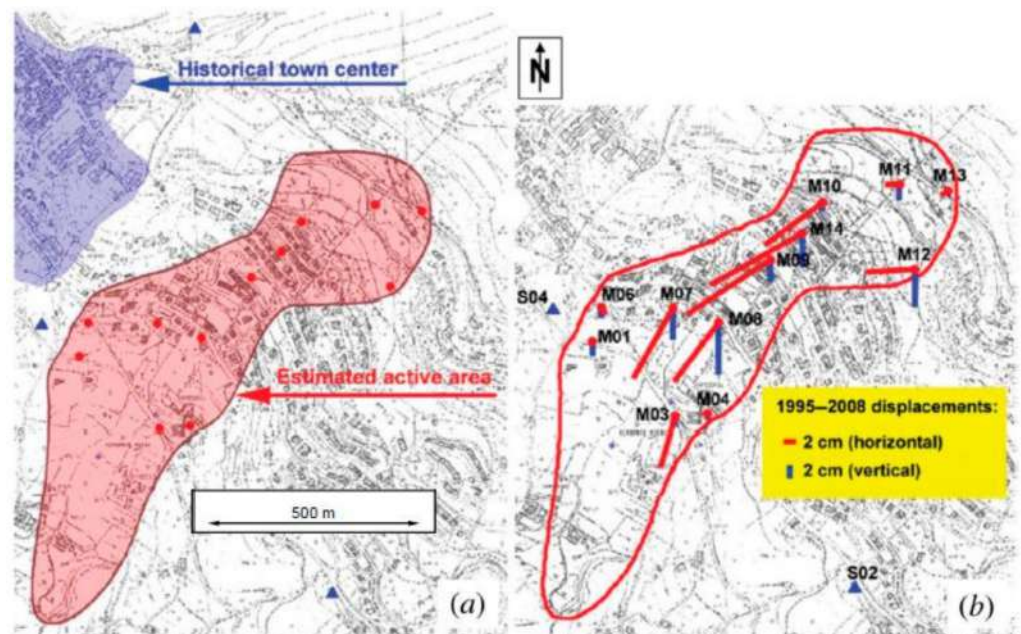 Historical town center
Estimated active area
500 m
(a)
N
M11
M13
M10
M14
M12
M09
M06
M07
S04
M08
M01
M03
M04
1995–2008 displacements:
2 cm (horizontal)
2 cm (vertical)
S02
(b)